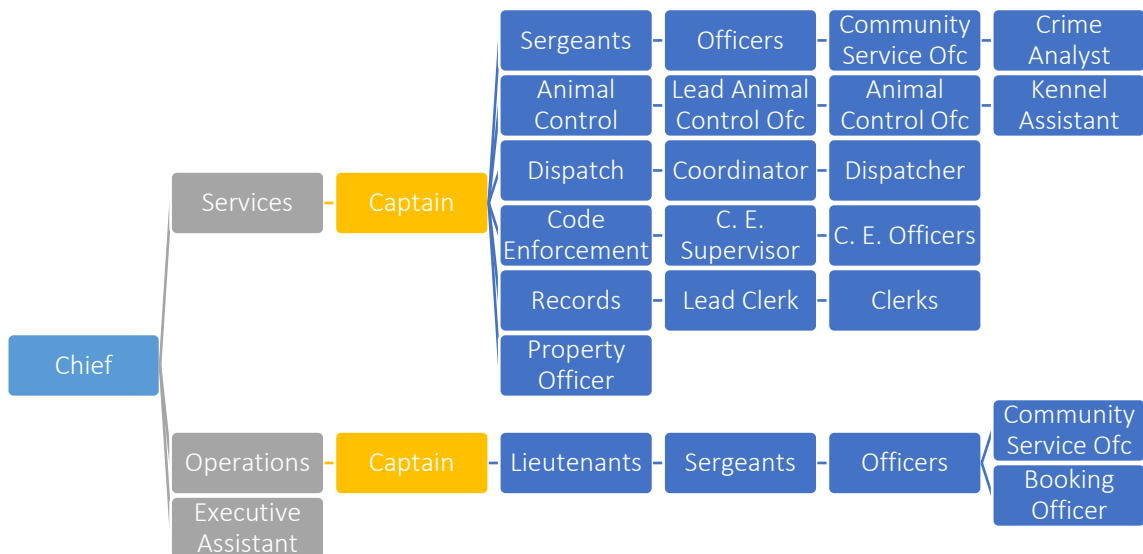 Sergeants
Officers
Community
Service Ofc
Crime
Analyst
Animal
Control
Lead Animal
Control Ofc
Animal
Control Ofc
Kennel
Assistant
Dispatch
Coordinator
Dispatcher
Services
Captain
Code
Enforcement
C. E.
Supervisor
C. E. Officers
Records
Lead Clerk
Clerks
Chief
Property
Officer
Operations
Captain
Lieutenants
Sergeants
Officers
Community
Service Ofc
Booking
Officer
Executive
Assistant